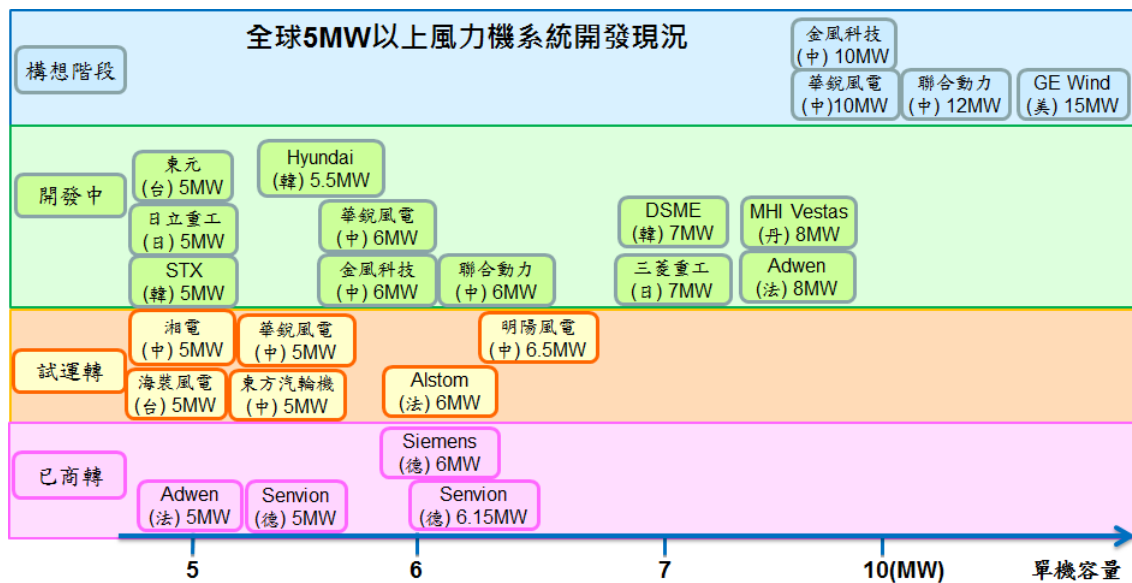 全球5MW以上風力機系統開發現況
構想階段
金風科技
(中) 10MW
華銳風電
(中)10MW
聯合動力
(中) 12MW
GE Wind
(美) 15MW
開發中
東元
(台) 5MW
Hyundai
(韓) 5.5MW
日立重工
(日) 5MW
華銳風電
(中) 6MW
DSME
(韓) 7MW
MHI Vestas
(丹) 8MW
STX
(韓) 5MW
金風科技
(中) 6MW
聯合動力
(中) 6MW
三菱重工
(日) 7MW
Adwen
(法) 8MW
試運轉
湘電
(中) 5MW
華銳風電
(中) 5MW
明陽風電
(中) 6.5MW
海裝風電
(台) 5MW
東方汽輪機
(中) 5MW
Alstom
(法) 6MW
已商轉
Siemens
(德) 6MW
Adwen
(法) 5MW
Senvion
(德) 5MW
Senvion
(德) 6.15MW
5
6
7
10(MW)
單機容量